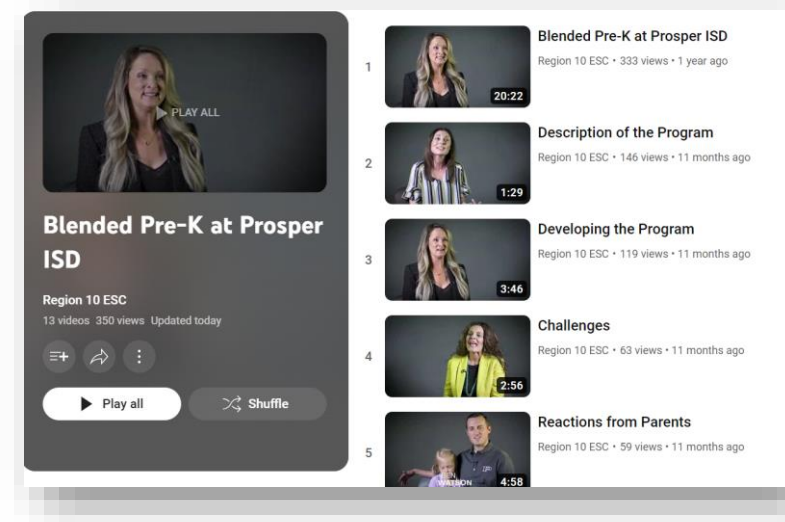 PLAY ALL
Blended Pre-K at Prosper
ISD
Region 10 ESC
13 videos 350 views Updated today
Play all
Shuffle
1
20:22
Blended Pre-K at Prosper ISD
Region 10 ESC • 333 views • 1 year ago
2
1:29
Description of the Program
Region 10 ESC • 146 views • 11 months ago
3
3:46
Developing the Program
Region 10 ESC • 119 views • 11 months ago
4
2:56
Challenges
Region 10 ESC • 63 views • 11 months ago
5
WATSON
4:58
Reactions from Parents
Region 10 ESC • 59 views • 11 months ago